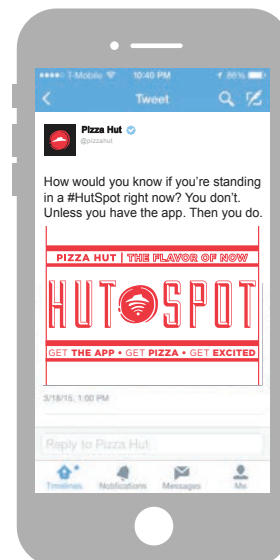 T-Mobile 10:40 PM 86%
Tweet
Pizza Hut
@pizzahut
How would you know if you're standing
in a #HutSpot right now? You don't.
Unless you have the app. Then you do.
PIZZA HUT | THE FLAVOR OF NOW
HUT SPOT
GET THE APP • GET PIZZA • GET EXCITED
3/18/15, 1:00 PM
Reply to Pizza Hut
Timelines Notifications Messages Me